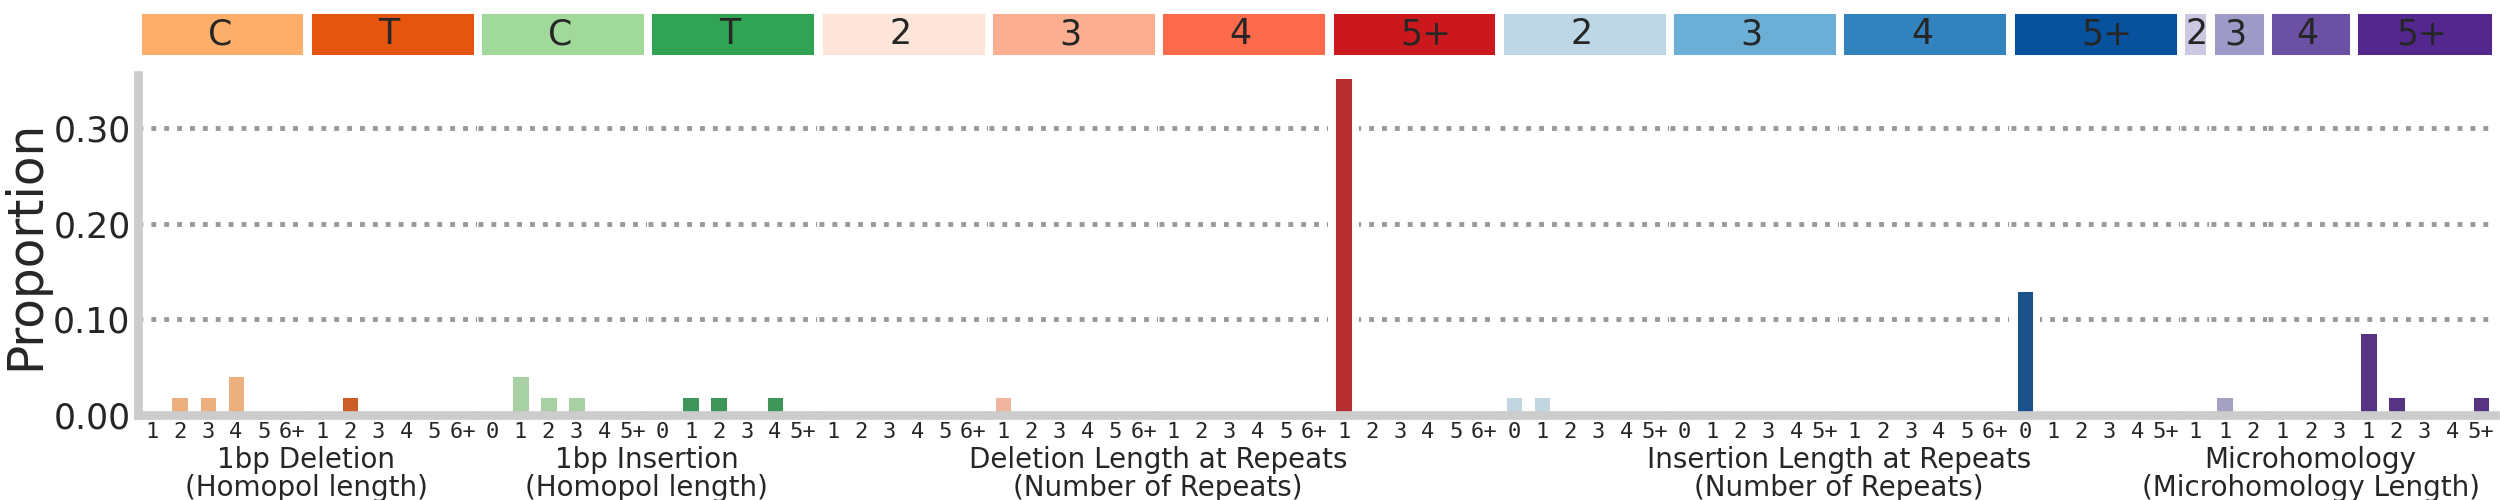 C T C T 2 3 4 5+ 2 3 4 5+ 2 3 4 5+
Proportion
0.30
0.20
0.10
0.00
1 2 3 4 5 6+ 1 2 3 4 5 6+ 0 1 2 3 4 5+ 0 1 2 3 4 5+ 1 2 3 4 5 6+ 1 2 3 4 5 6+ 1 2 3 4 5 6+ 1 2 3 4 5 6+ 0 1 2 3 4 5+ 0 1 2 3 4 5+ 1 2 3 4 5 6+ 0 1 2 3 4 5+ 1 1 2 1 2 3 1 2 3 4 5+
1bp Deletion
(Homopol length)
1bp Insertion
(Homopol length)
Deletion Length at Repeats
(Number of Repeats)
Insertion Length at Repeats
(Number of Repeats)
Microhomology
(Microhomology Length)